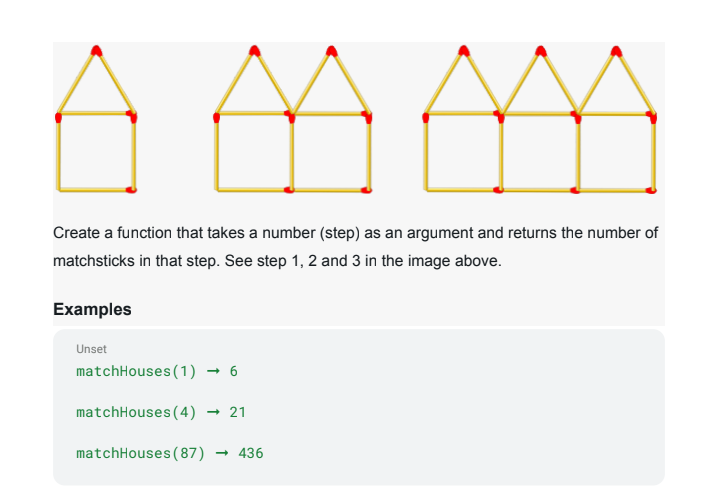 Create a function that takes a number (step) as an argument and returns the number of
matchsticks in that step. See step 1, 2 and 3 in the image above.
Examples
Unset
matchHouses(1) → 6
matchHouses(4) → 21
matchHouses(87) → 436